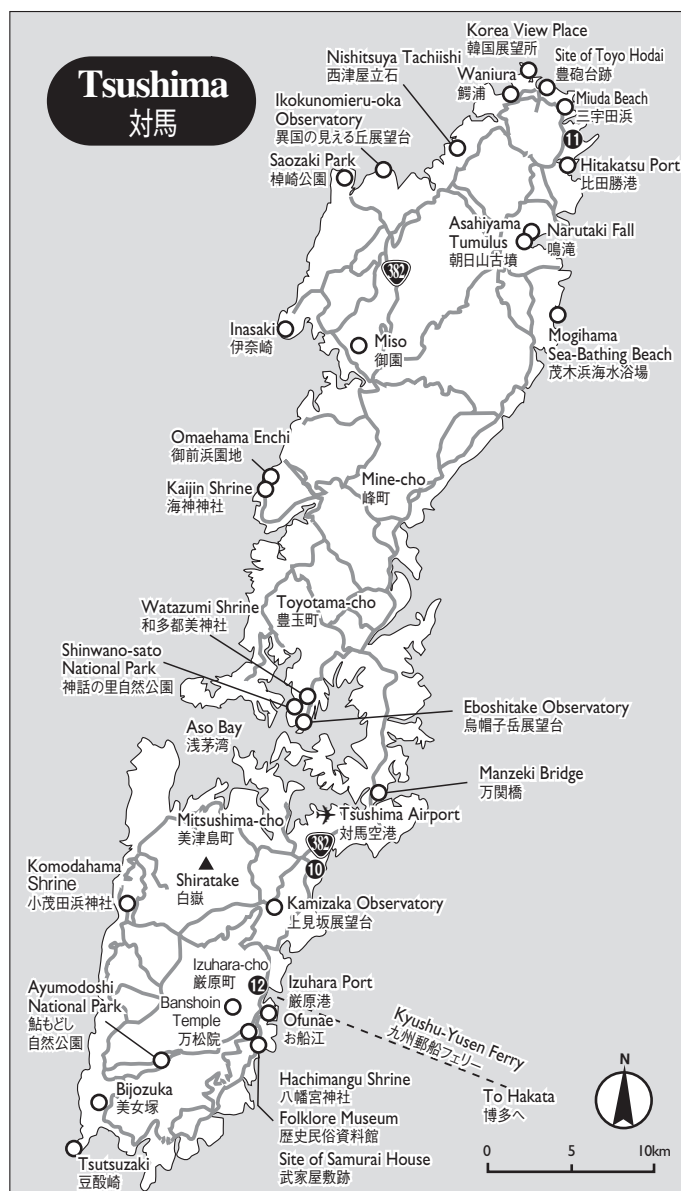 Tsushima
対馬
Korea View Place
韓国展望所
Nishitsuya Tachiishi
西津屋立石
Site of Toyo Hodai
豊砲台跡
Waniura
鰐浦
Miuda Beach
三宇田浜
Ikokunomieru-oka
Observatory
異国の見える丘展望台
11
Saozaki Park
棹崎公園
Hitakatsu Port
比田勝港
Asahiyama
Tumulus
朝日山古墳
Narutaki Fall
鳴滝
382
Inasaki
伊奈崎
Miso
御園
Mogihama
Sea-Bathing Beach
茂木浜海水浴場
Omaehama Enchi
御前浜園地
Kaijin Shrine
海神神社
Mine-cho
峰町
Watazumi Shrine
和多都美神社
Toyotama-cho
豊玉町
Shinwano-sato
National Park
神話の里自然公園
Eboshitake Observatory
烏帽子岳展望台
Aso Bay
浅茅湾
Manzeki Bridge
万関橋
Mitsushima-cho
美津島町
Tsushima Airport
対馬空港
382
10
Komodahama
Shrine
小茂田浜神社
Shiratake
白嶽
Kamizaka Observatory
上見坂展望台
Izuhara-cho
厳原町
12
Izuhara Port
厳原港
Ayumodoshi
National Park
鮎もどし
自然公園
Banshoin
Temple
万松院
Ofunae
お船江
Kyushu-Yusen Ferry
九州郵船フェリー
To Hakata
博多へ
Hachimangu Shrine
八幡宮神社
Folklore Museum
歴史民俗資料館
Site of Samurai House
武家屋敷跡
Bijozuka
美女塚
Tsutsuzaki
豆酘崎
N
0 5 10km